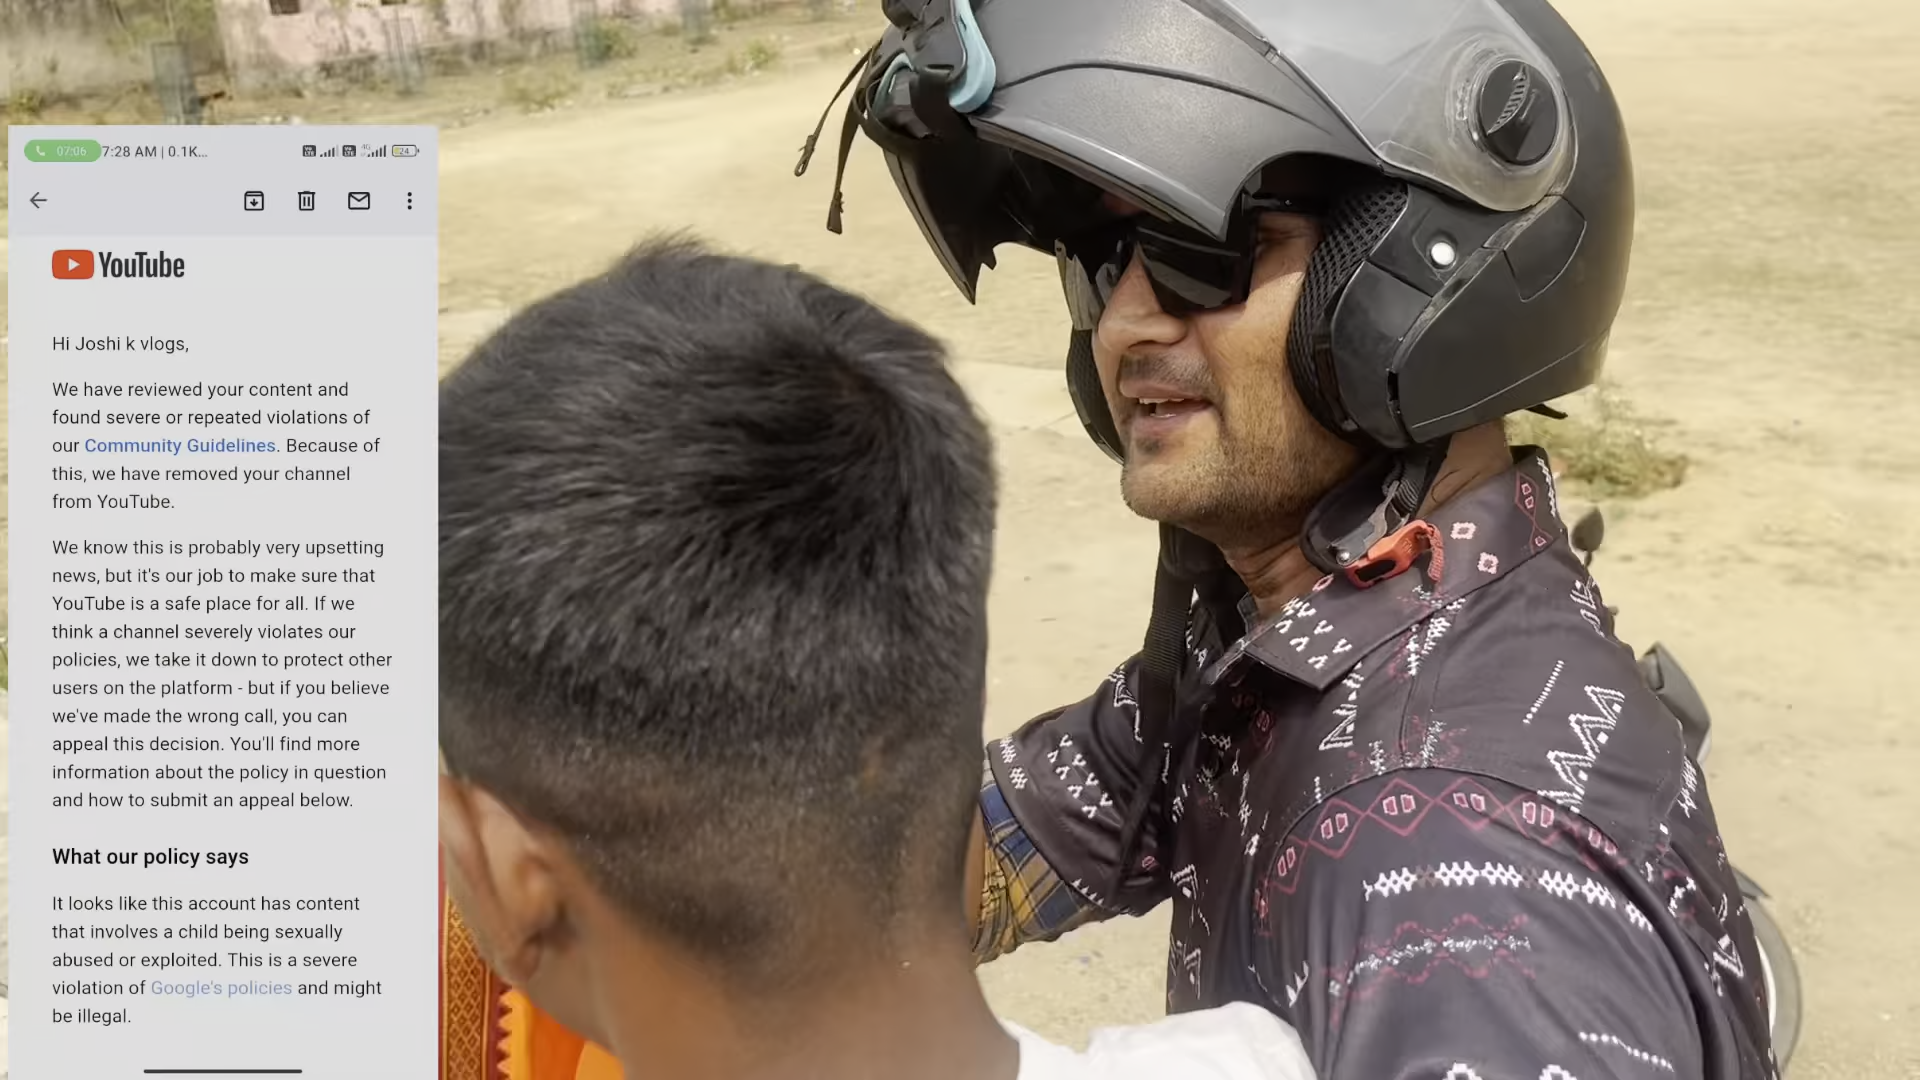 07:06 7:28 AM | 0.1K...
24
YouTube
Hi Joshi k vlogs,
We have reviewed your content and
found severe or repeated violations of
our Community Guidelines. Because of
this, we have removed your channel
from YouTube.
We know this is probably very upsetting
news, but it's our job to make sure that
YouTube is a safe place for all. If we
think a channel severely violates our
policies, we take it down to protect other
users on the platform - but if you believe
we've made the wrong call, you can
appeal this decision. You'll find more
information about the policy in question
and how to submit an appeal below.
What our policy says
It looks like this account has content
that involves a child being sexually
abused or exploited. This is a severe
violation of Google's policies and might
be illegal.